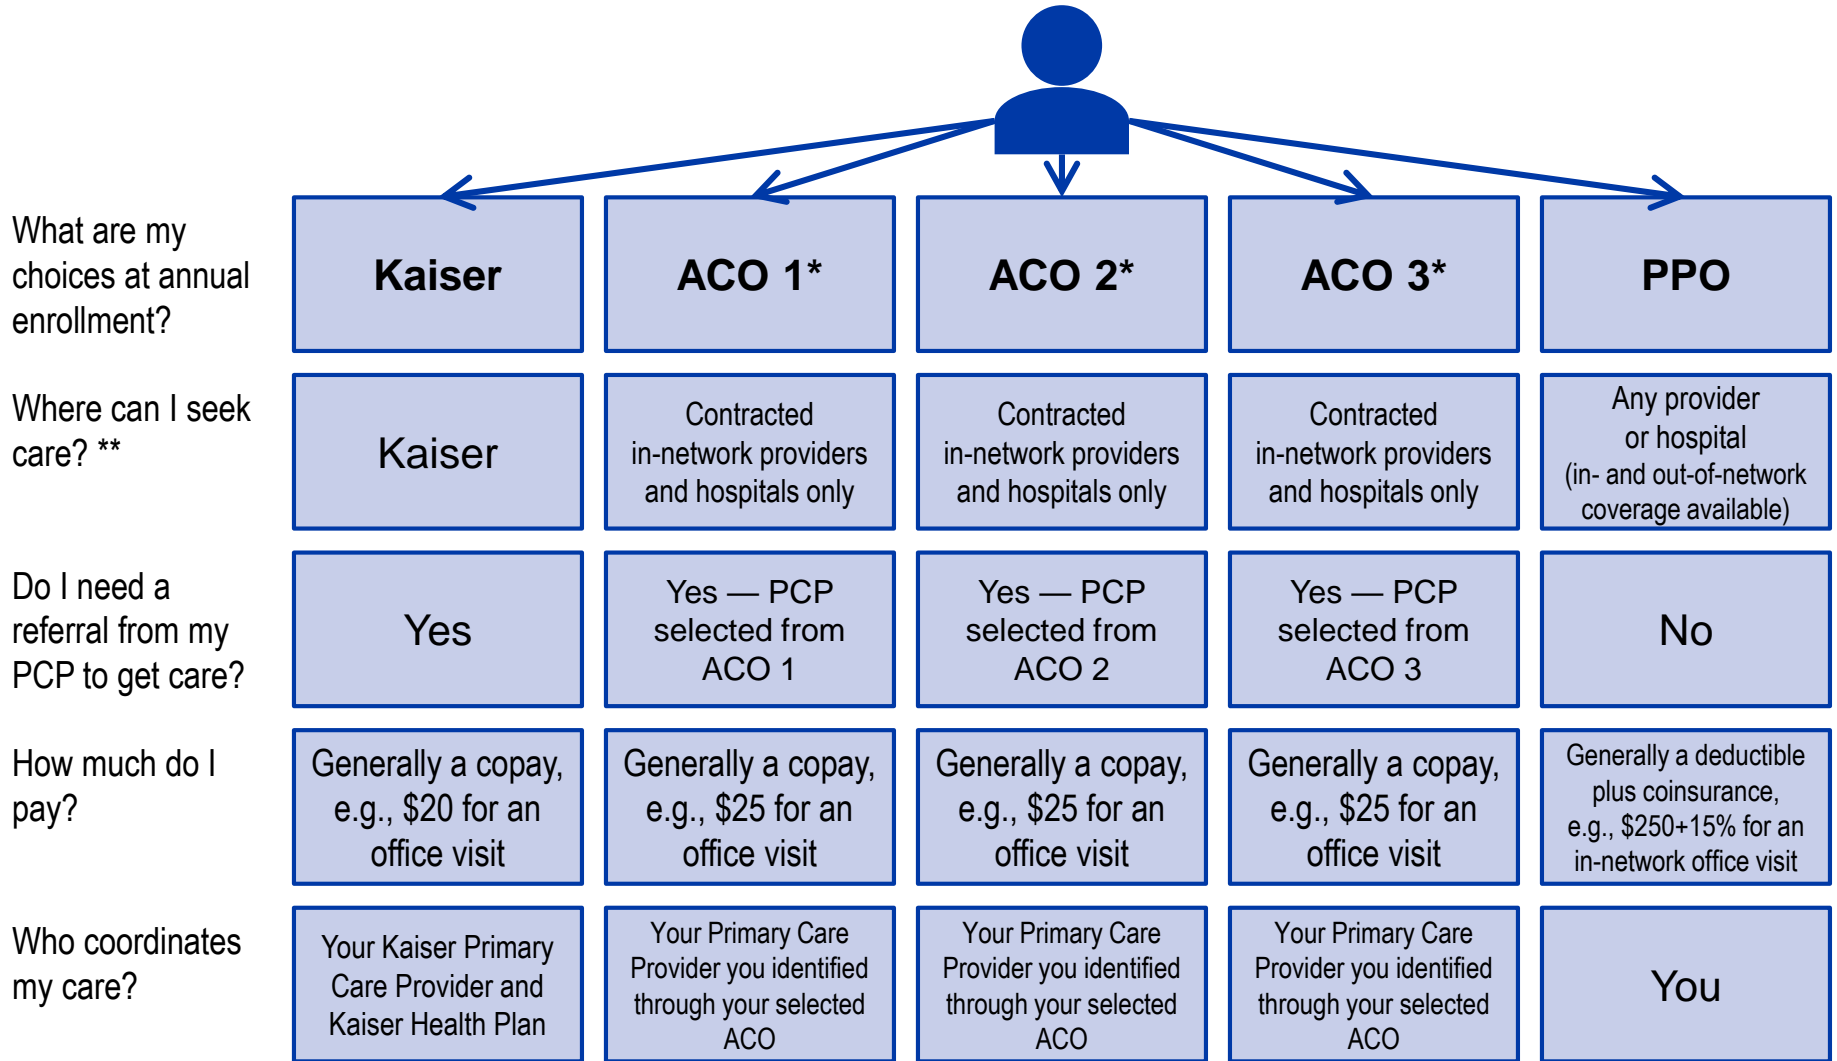 What are my
choices at annual
enrollment?
Kaiser
ACO 1*
ACO 2*
ACO 3*
PPO
Where can I seek
care? **
Kaiser
Contracted
in-network providers
and hospitals only
Contracted
in-network providers
and hospitals only
Contracted
in-network providers
and hospitals only
Any provider
or hospital
(in- and out-of-network
coverage available)
Do I need a
referral from my
PCP to get care?
Yes
Yes — PCP
selected from
ACO 1
Yes — PCP
selected from
ACO 2
Yes — PCP
selected from
ACO 3
No
How much do I
pay?
Generally a copay,
e.g., $20 for an
office visit
Generally a copay,
e.g., $25 for an
office visit
Generally a copay,
e.g., $25 for an
office visit
Generally a copay,
e.g., $25 for an
office visit
Generally a deductible
plus coinsurance,
e.g., $250+15% for an
in-network office visit
Who coordinates
my care?
Your Kaiser Primary
Care Provider and
Kaiser Health Plan
Your Primary Care
Provider you identified
through your selected
ACO
Your Primary Care
Provider you identified
through your selected
ACO
Your Primary Care
Provider you identified
through your selected
ACO
You